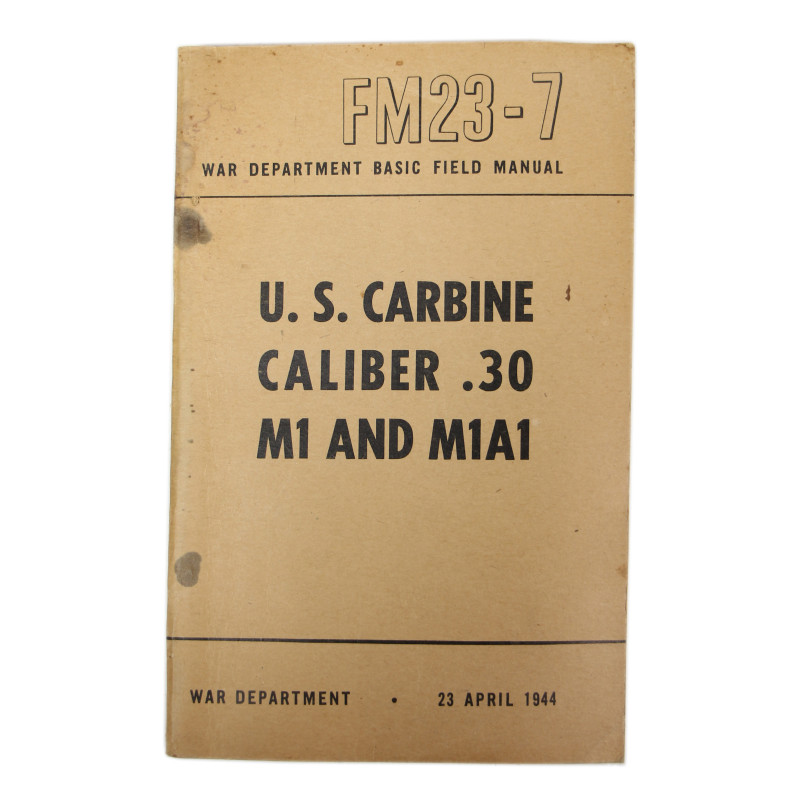 FM23-7
WAR DEPARTMENT BASIC FIELD MANUAL
U. S. CARBINE
CALIBER .30
M1 AND M1A1
WAR DEPARTMENT • 23 APRIL 1944